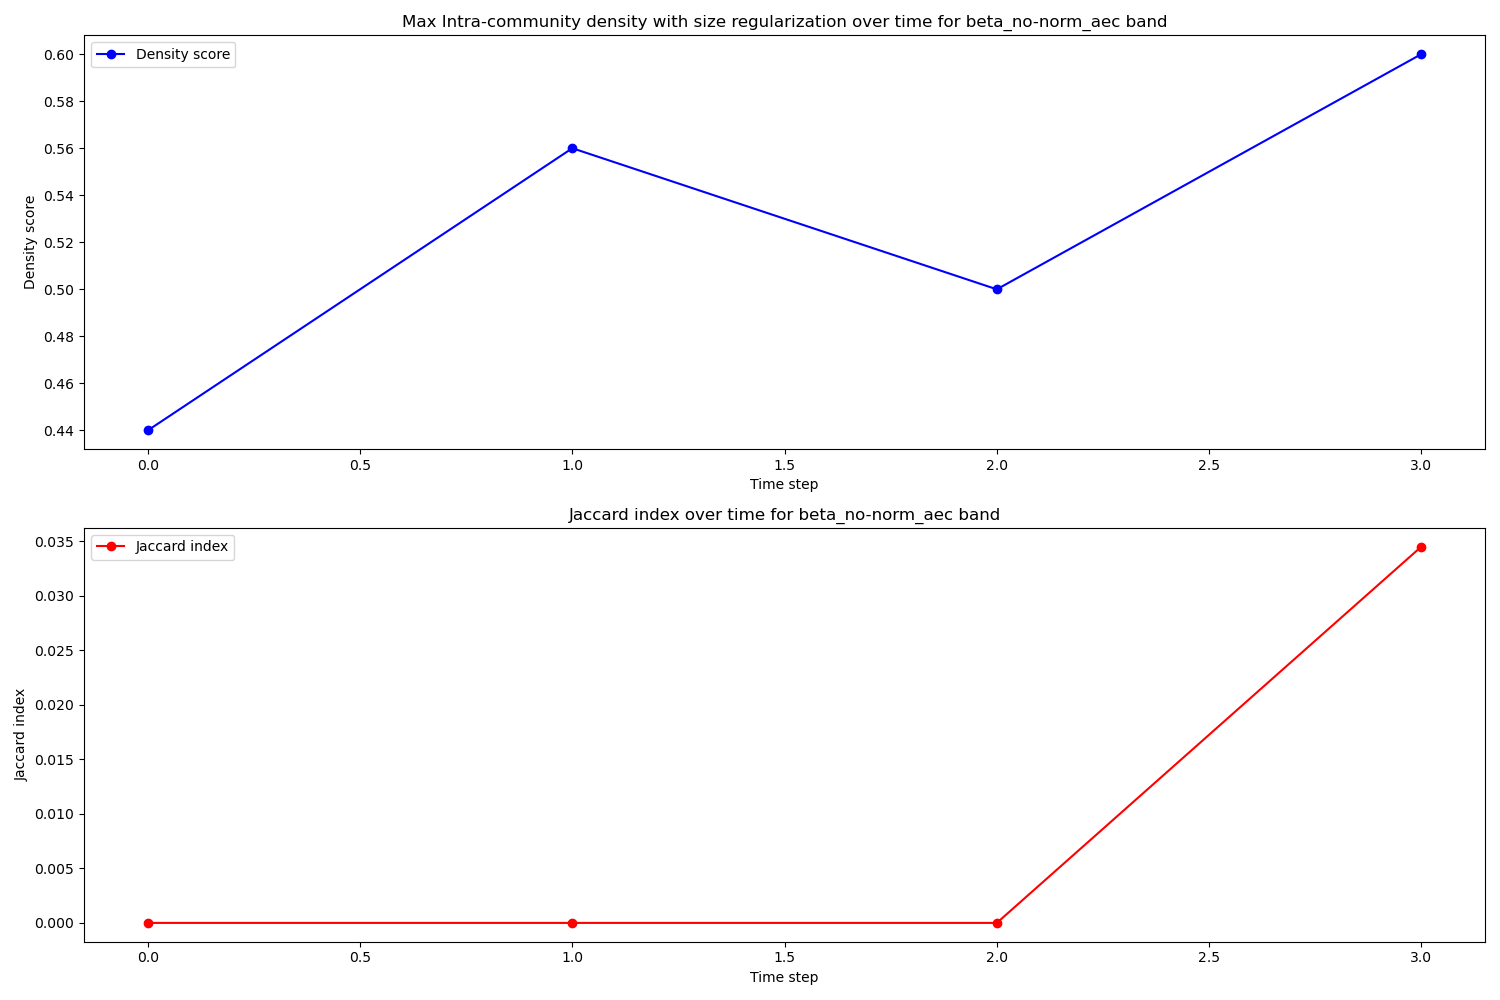 Max Intra-community density with size regularization over time for beta_no-norm_aec band
Density score
0.60
0.58
0.56
0.54
0.52
0.50
0.48
0.46
0.44
Density score
0.0 0.5 1.0 1.5 2.0 2.5 3.0
Time step
Jaccard index over time for beta_no-norm_aec band
Jaccard index
0.035
0.030
0.025
0.020
0.015
0.010
0.005
0.000
Jaccard index
0.0 0.5 1.0 1.5 2.0 2.5 3.0
Time step